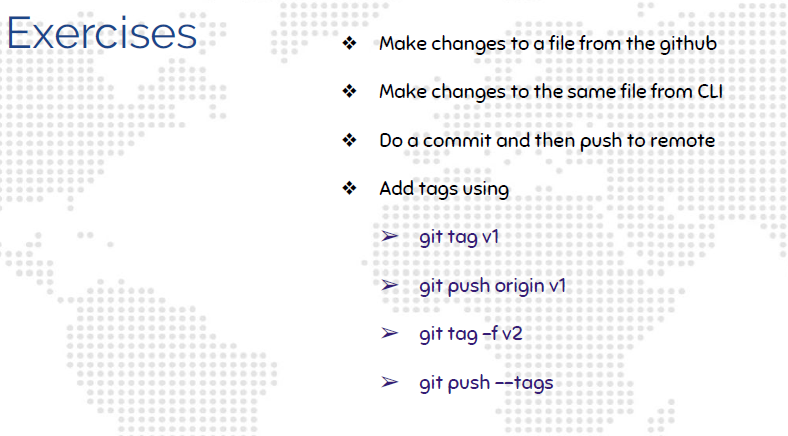 Exercises
❖ Make changes to a file from the github
❖ Make changes to the same file from CLI
❖ Do a commit and then push to remote
❖ Add tags using
➢ git tag v1
➢ git push origin v1
➢ git tag -f v2
➢ git push --tags